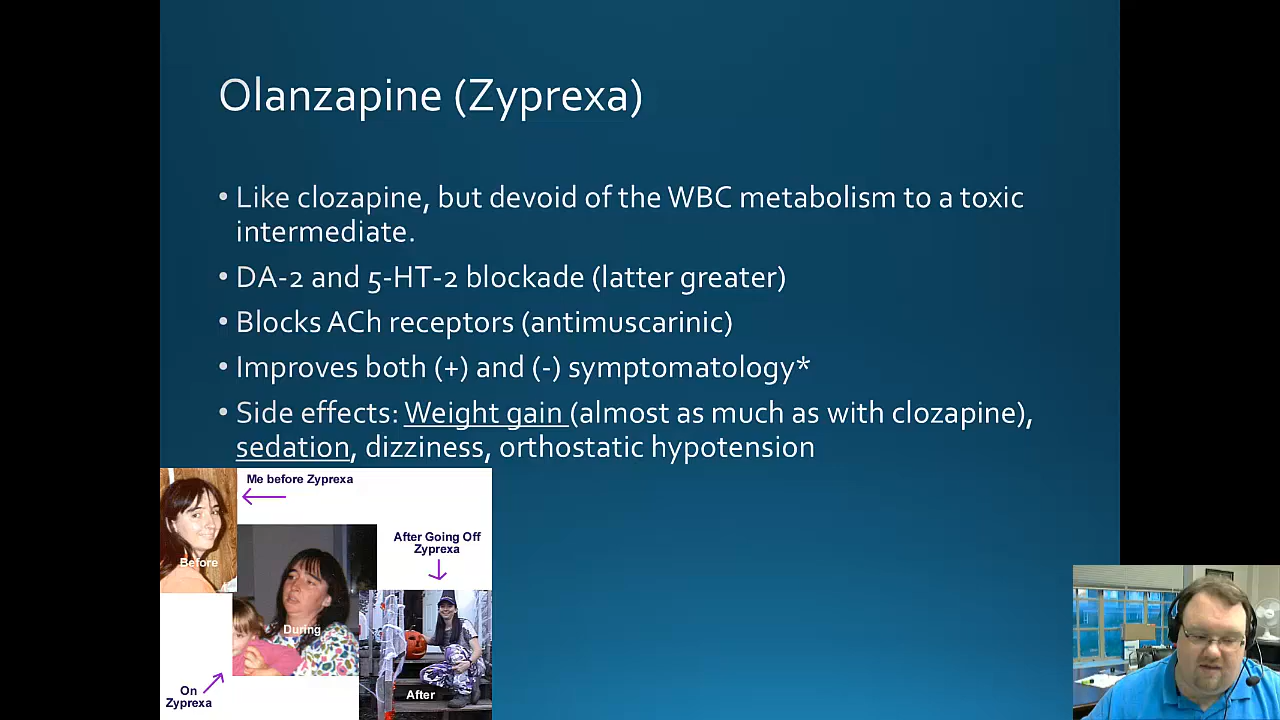 Olanzapine (Zyprexa)
• Like clozapine, but devoid of the WBC metabolism to a toxic
intermediate.
• DA-2 and 5-HT-2 blockade (latter greater)
• Blocks ACh receptors (antimuscarinic)
• Improves both (+) and (-) symptomatology*
• Side effects: Weight gain (almost as much as with clozapine),
sedation, dizziness, orthostatic hypotension
Me before Zyprexa
Before
After Going Off
Zyprexa
During
On
Zyprexa
After